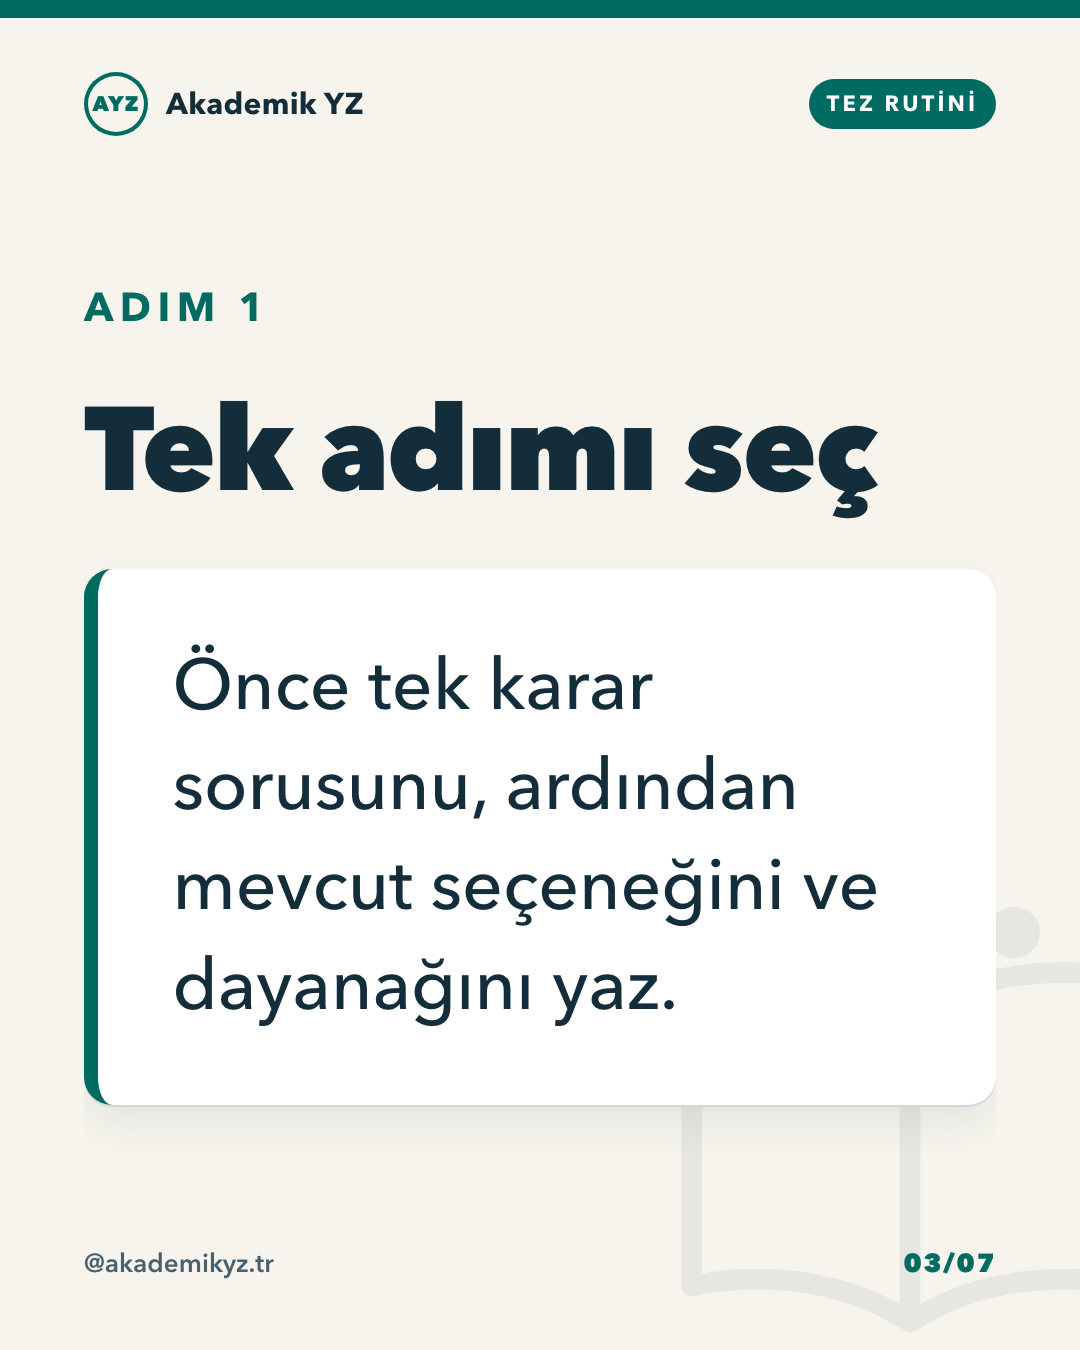 AYZ Akademik YZ
TEZ RUTİNİ
ADIM 1
Tek adımı seç
Önce tek karar
sorusunu, ardından
mevcut seçeneğini ve
dayanağını yaz.
@akademikyz.tr
03/07